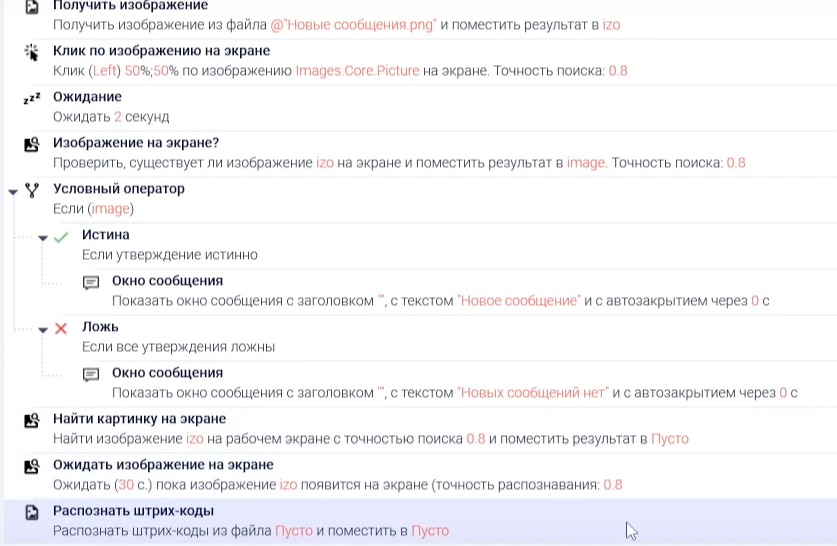 Получить изображение
Получить изображение из файла @"Новые сообщения.png" и поместить результат в izo
Клик по изображению на экране
Клик (Left) 50%;50% по изображению Images.Core.Picture на экране. Точность поиска: 0.8
zzz Ожидание
Ожидать 2 секунд
Изображение на экране?
Проверить, существует ли изображение izo на экране и поместить результат в image. Точность поиска: 0.8
Условный оператор
Если (image)
Истина
Если утверждение истинно
Окно сообщения
Показать окно сообщения с заголовком "", с текстом "Новое сообщение" и с автозакрытием через 0 с
Ложь
Если все утверждения ложны
Окно сообщения
Показать окно сообщения с заголовком "", с текстом "Новых сообщений нет" и с автозакрытием через 0 с
Найти картинку на экране
Найти изображение izo на рабочем экране с точностью поиска 0.8 и поместить результат в Пусто
Ожидать изображение на экране
Ожидать (30 с.) пока изображение izo появится на экране (точность распознавания: 0.8
Распознать штрих-коды
Распознать штрих-коды из файла Пусто и поместить в Пусто